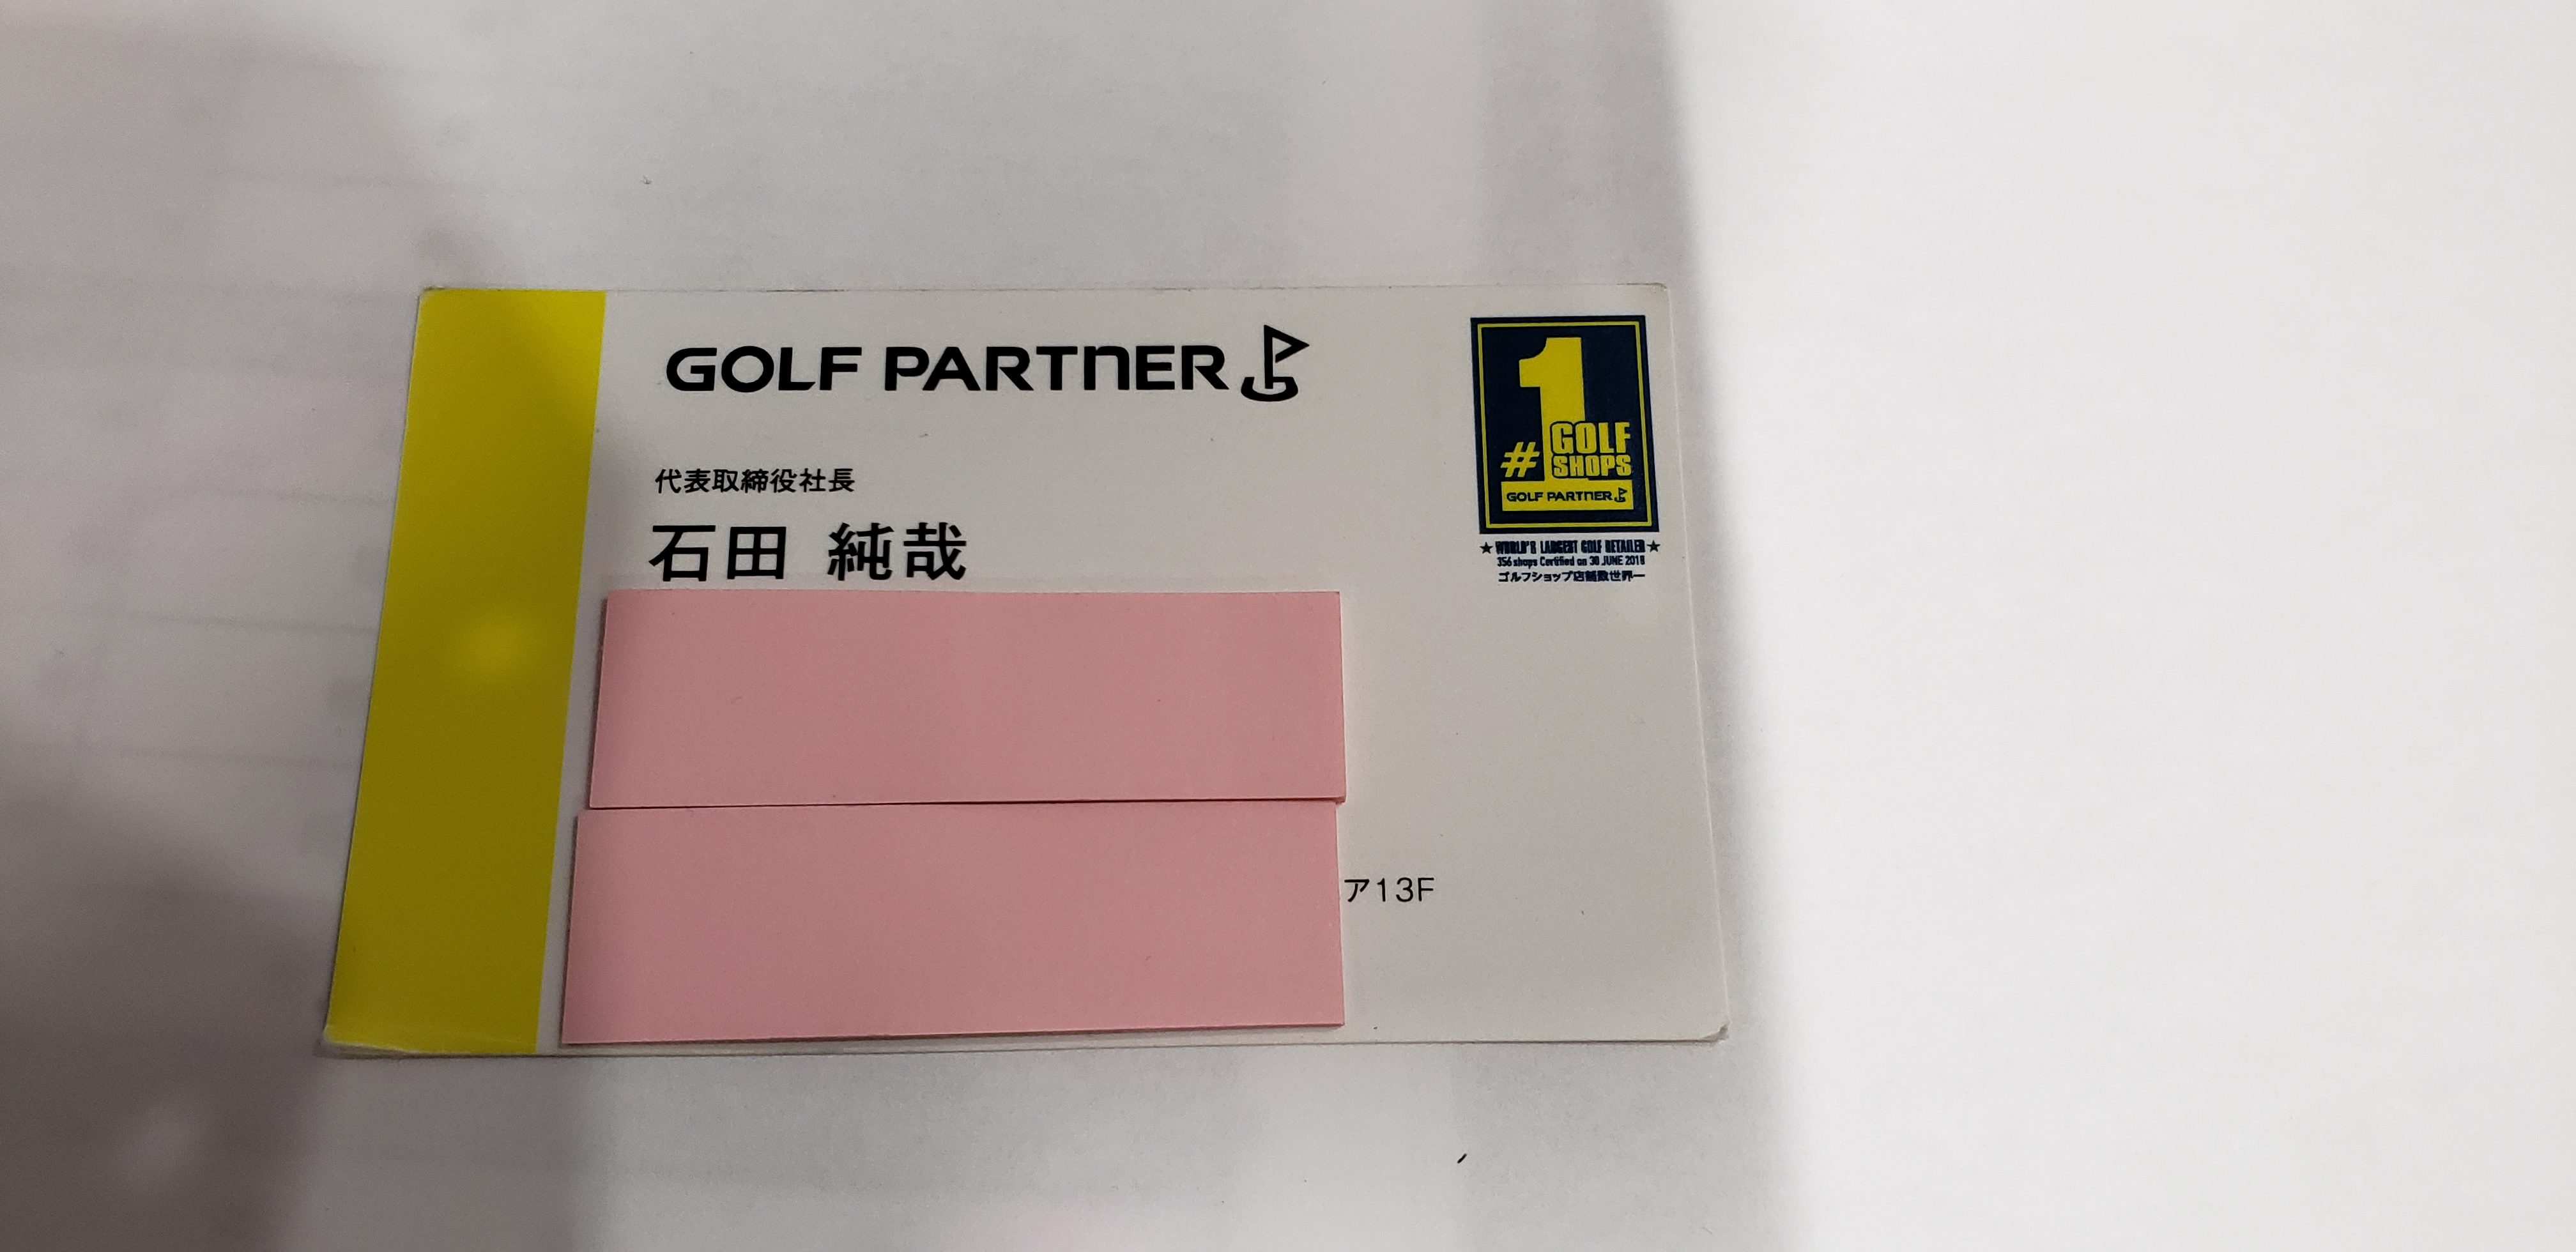 GOLF PARTNER
代表取締役社長
石田 純哉
ア13F
#1
GOLF
SHOPS
GOLF PARTNER
★ WORLD'S LARGEST GOLF RETAILER ★
356 shops Certified on 30 JUNE 2018
ゴルフショップ店舗数世界一